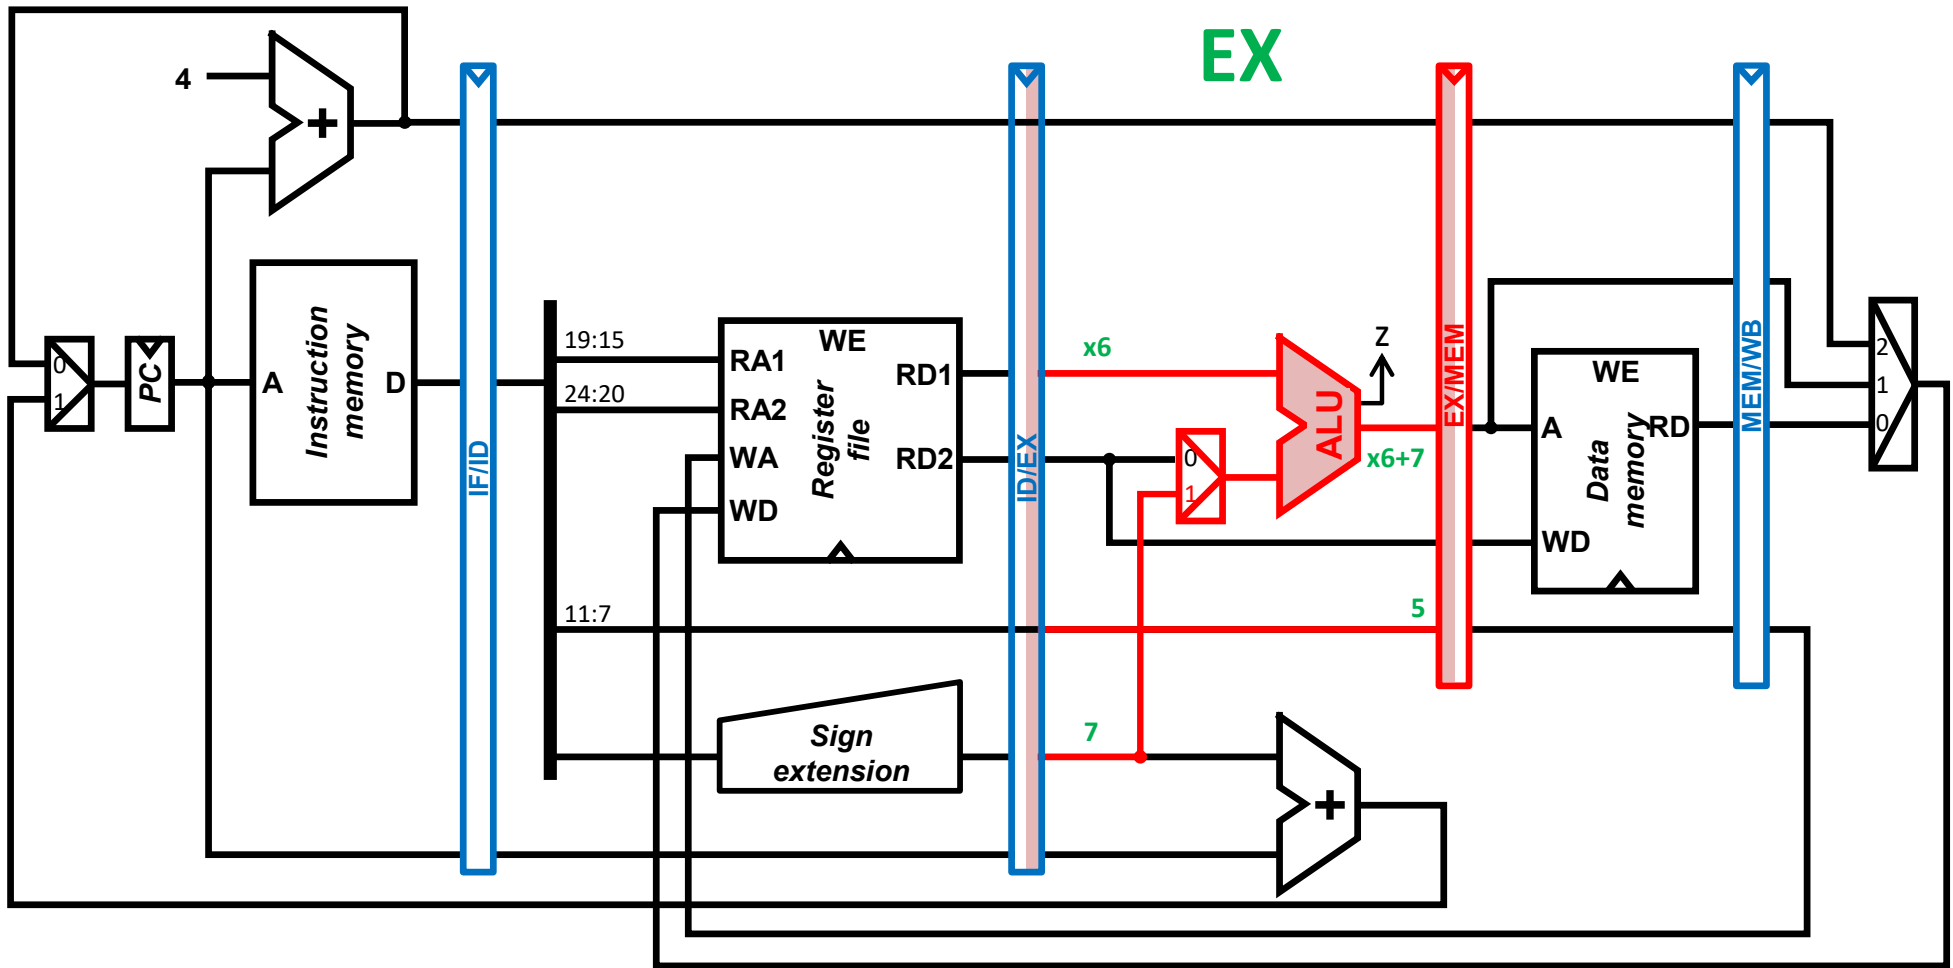 EX
4
+
IF/ID
ID/EX
EX/MEM
MEM/WB
0
1
PC
A
Instruction
memory
D
19:15
24:20
11:7
WE
RA1
RA2
WA
WD
Register
file
RD1
RD2
x6
0
1
ALU
Z
x6+7
5
7
WE
A
Data
memory
RD
WD
2
1
0
Sign
extension
+